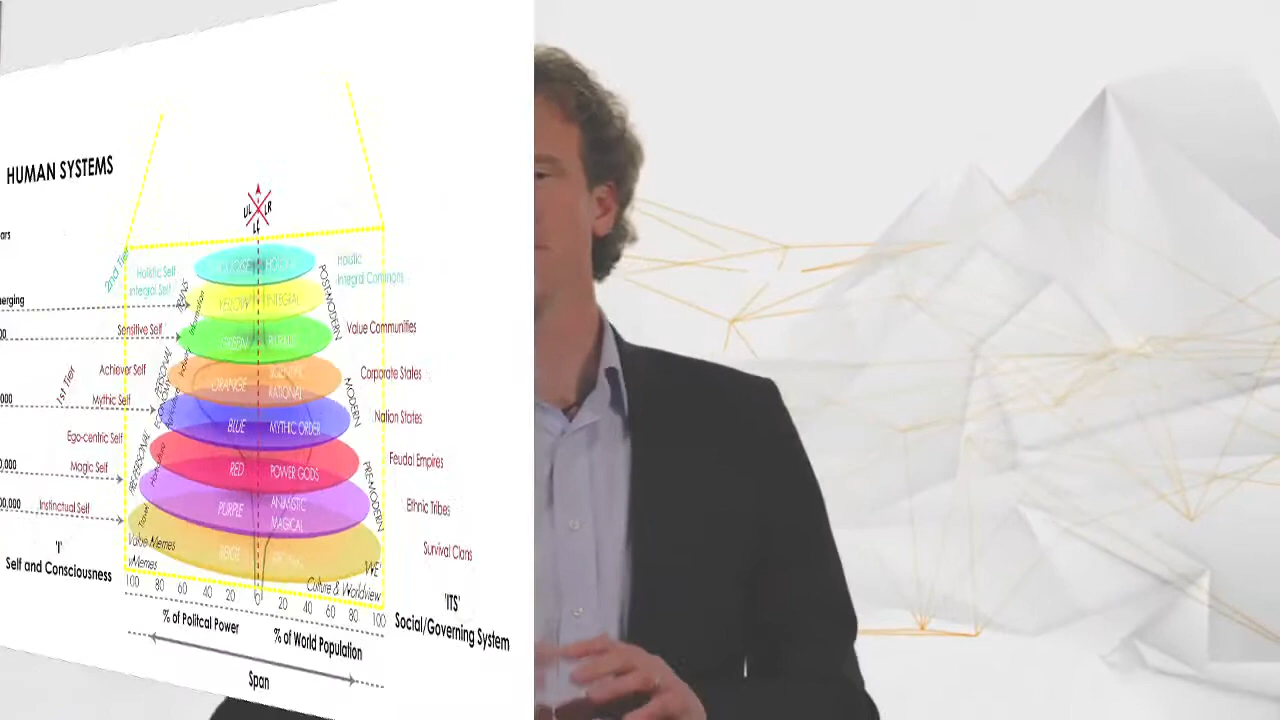 HUMAN SYSTEMS
UL
LR
LL
2nd Tier
Holistic Self
Integral Self
HOLISTIC
Holistic
Integral Commons
POSTMODERN
YELLOW
INTEGRAL
Sensitive Self
GREEN
Value Communities
1st Tier
Achiever Self
ORANGE
RATIONAL
Corporate States
MODERN
Mythic Self
BLUE
MYTHIC ORDER
Nation States
Ego-centric Self
RED
POWER GODS
Feudal Empires
Magic Self
PURPLE
ANIMISTIC
MAGICAL
PRE-MODERN
Ethnic Tribes
Instinctual Self
BEIGE
Survival Clans
Value Memes
vMemes
'I'
Self and Consciousness
'WE'
Culture & Worldview
'ITS'
Social/Governing System
100 80 60 40 20 0 20 40 60 80 100
% of Politcal Power
% of World Population
Span